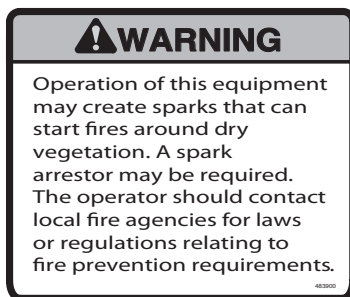 WARNING
Operation of this equipment
may create sparks that can
start fires around dry
vegetation. A spark
arrestor may be required.
The operator should contact
local fire agencies for laws
or regulations relating to
fire prevention requirements.
483900